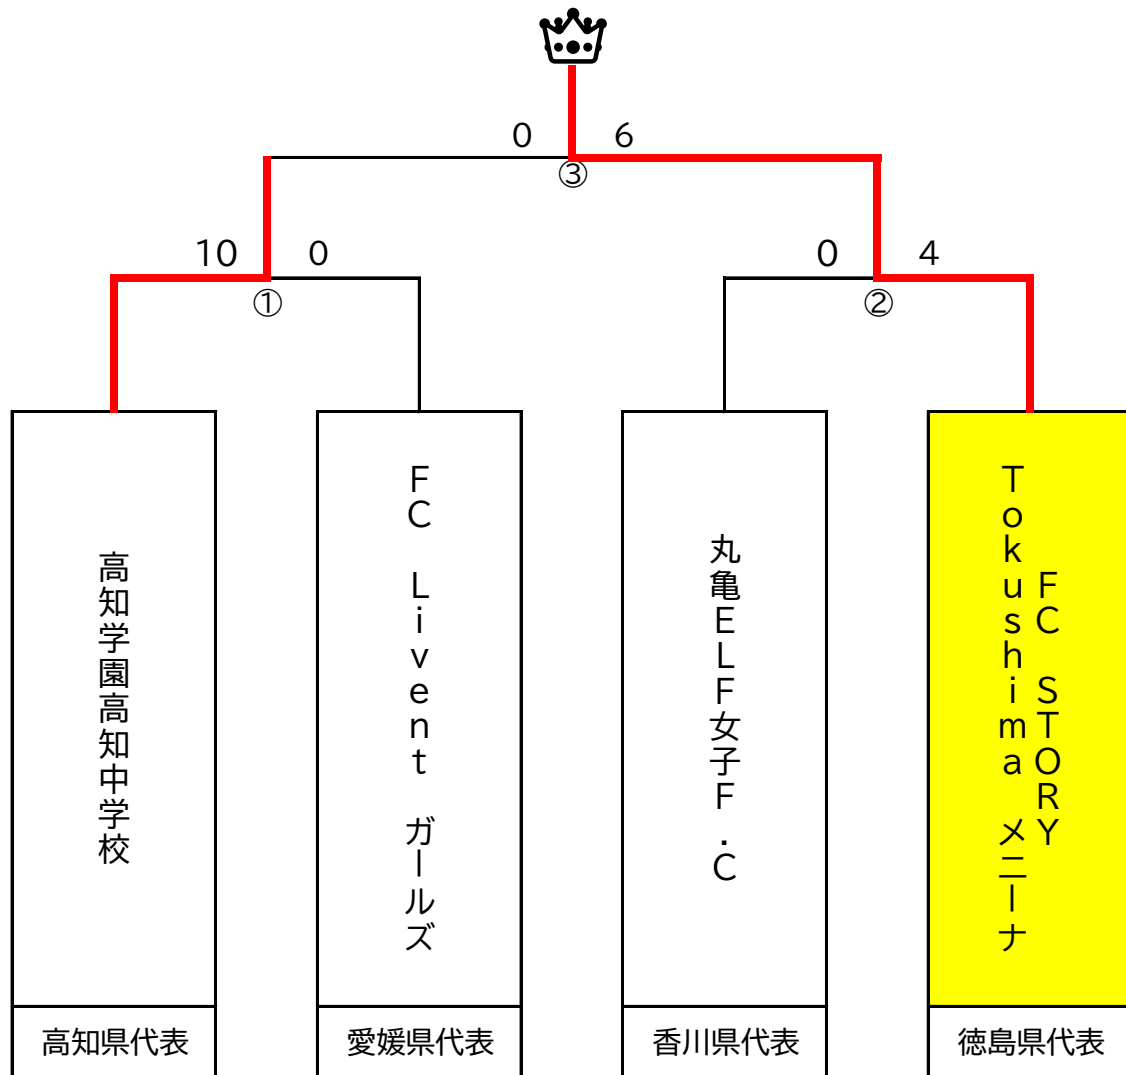 0 6
③
10 0
0 4
①
②
高知学園高知中学校
FC Livent ガールズ
丸亀ELF女子F.C
FC STORY
Tokushima メニーナ
高知県代表
愛媛県代表
香川県代表
徳島県代表